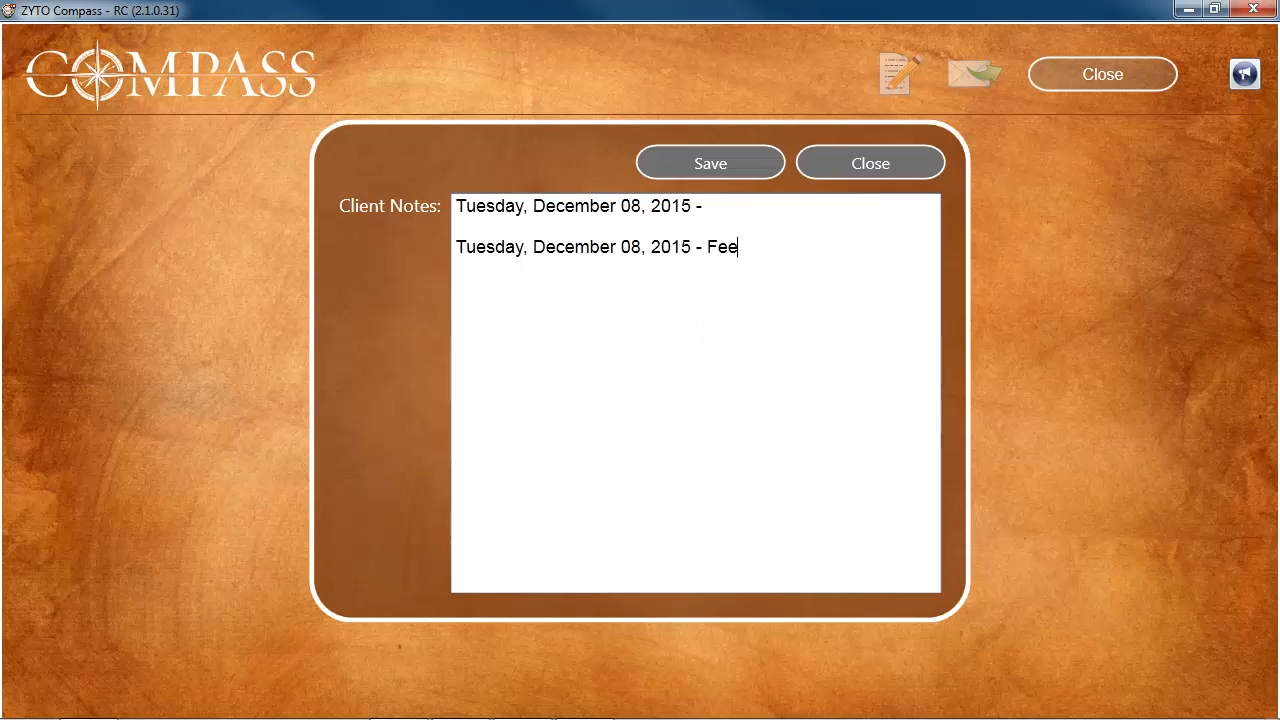 ZYTO Compass - RC (2.1.0.31)
COMPASS
Close
Save
Close
Client Notes:
Tuesday, December 08, 2015 -
Tuesday, December 08, 2015 - Fee